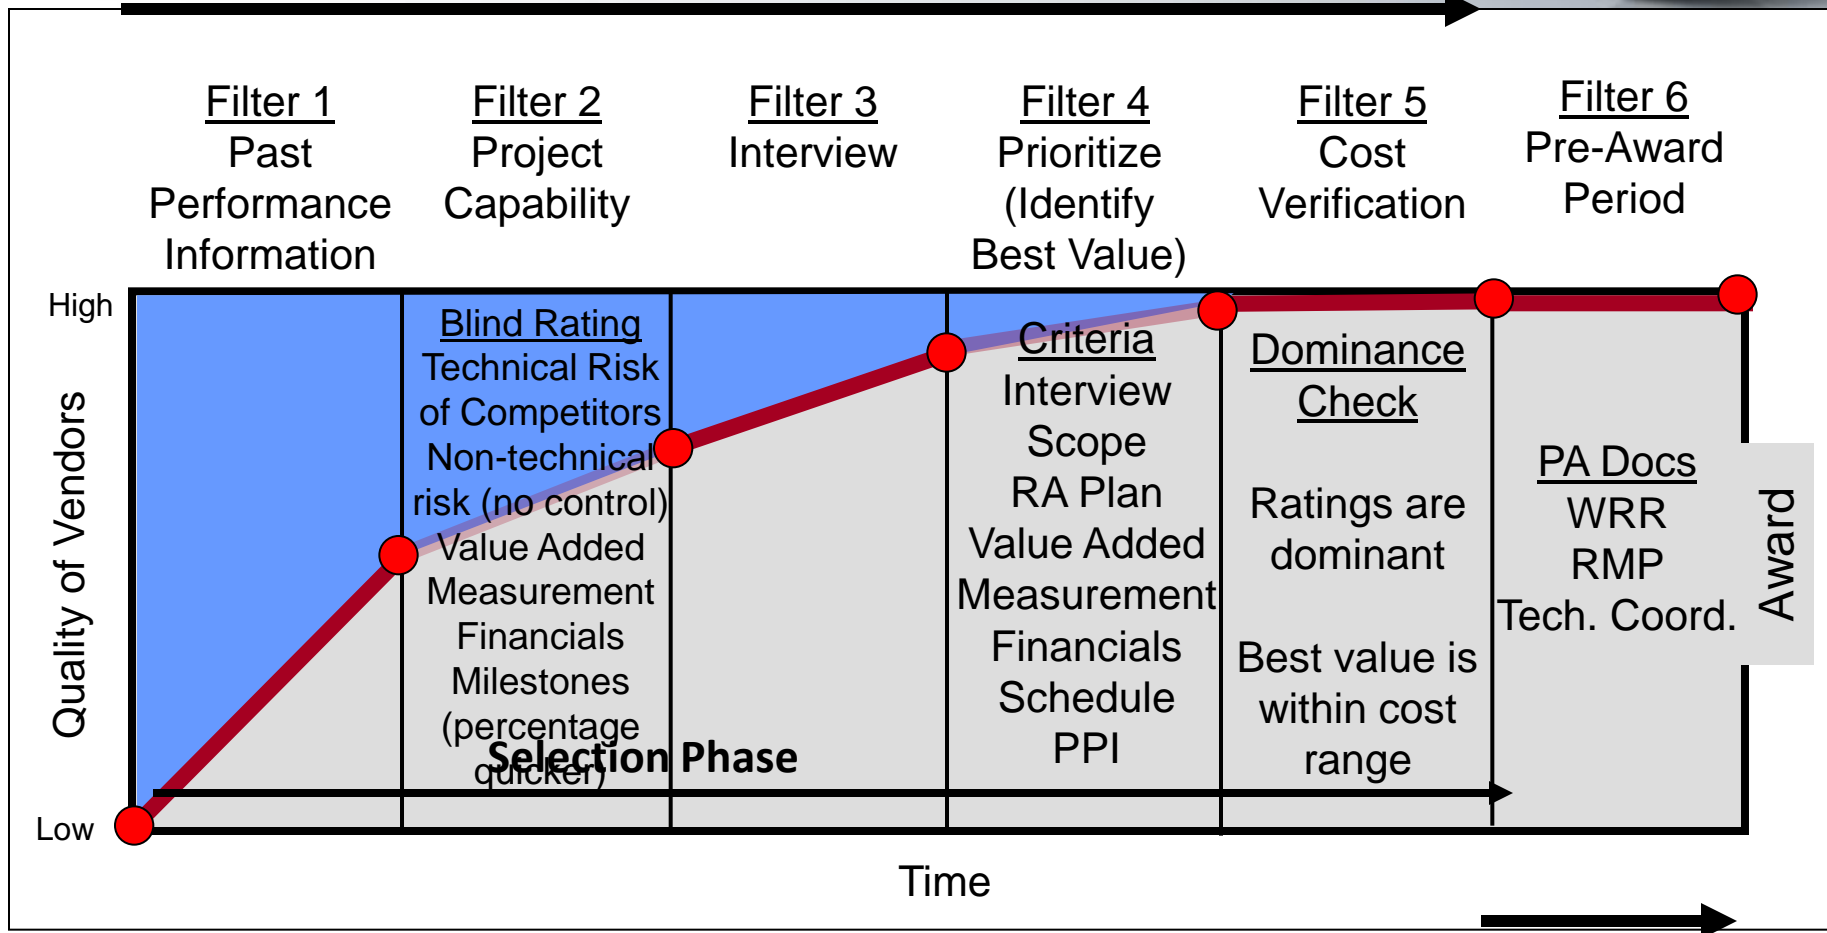 Filter 1
Past
Performance
Information
Filter 2
Project
Capability
Filter 3
Interview
Filter 4
Prioritize
(Identify
Best Value)
Filter 5
Cost
Verification
Filter 6
Pre-Award
Period
High
Quality of Vendors
Low
Blind Rating
Technical Risk
of Competitors
Non-technical
risk (no control)
Value Added
Measurement
Financials
Milestones
(percentage
quicker)
Selection Phase
Criteria
Interview
Scope
RA Plan
Value Added
Measurement
Financials
Schedule
PPI
Dominance
Check
Ratings are
dominant
Best value is
within cost
range
PA Docs
WRR
RMP
Tech. Coord.
Award
Time